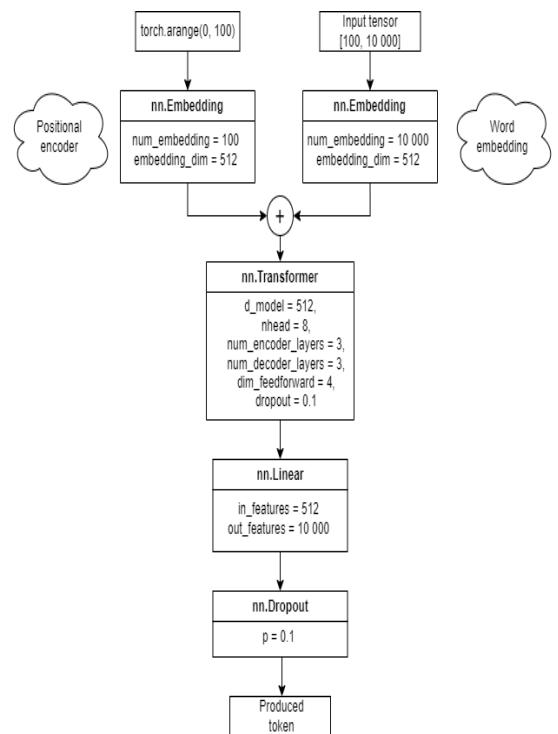 torch.arange(0, 100)
Input tensor
[100, 10 000]
Positional
encoder
nn.Embedding
num_embedding = 100
embedding_dim = 512
nn.Embedding
num_embedding = 10 000
embedding_dim = 512
Word
embedding
+
nn.Transformer
d_model = 512,
nhead = 8,
num_encoder_layers = 3,
num_decoder_layers = 3,
dim_feedforward = 4,
dropout = 0.1
nn.Linear
in_features = 512
out_features = 10 000
nn.Dropout
p = 0.1
Produced
token